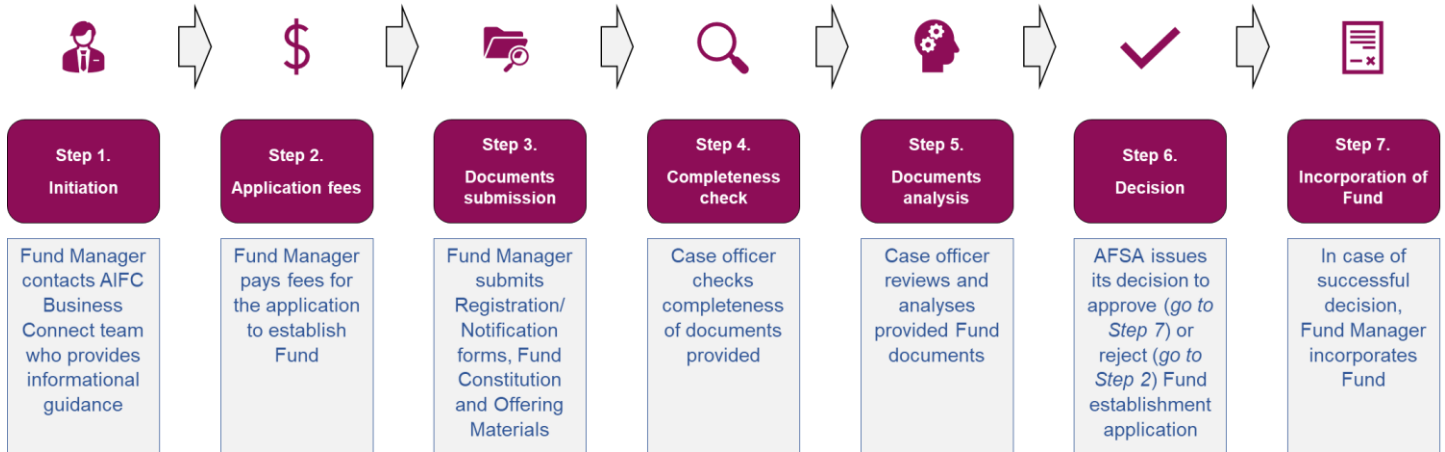 Step 1.
Initiation
Step 2.
Application fees
Step 3.
Documents
submission
Step 4.
Completeness
check
Step 5.
Documents
analysis
Step 6.
Decision
Step 7.
Incorporation of
Fund
Fund Manager
contacts AIFC
Business
Connect team
who provides
informational
guidance
Fund Manager
pays fees for
the application
to establish
Fund
Fund Manager
submits
Registration/
Notification
forms, Fund
Constitution
and Offering
Materials
Case officer
checks
completeness
of documents
provided
Case officer
reviews and
analyses
provided Fund
documents
AFSA issues
its decision to
approve (go to
Step 7) or
reject (go to
Step 2) Fund
establishment
application
In case of
successful
decision,
Fund Manager
incorporates
Fund